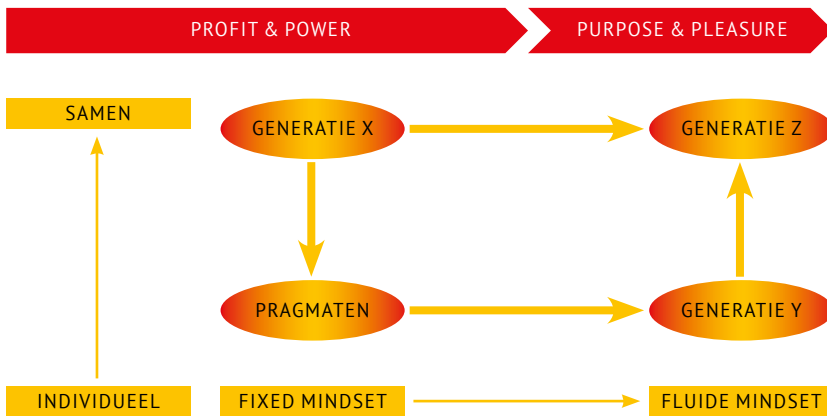 PROFIT & POWER
PURPOSE & PLEASURE
SAMEN
GENERATIE X
GENERATIE Z
PRAGMATEN
GENERATIE Y
INDIVIDUEEL
FIXED MINDSET
FLUIDE MINDSET